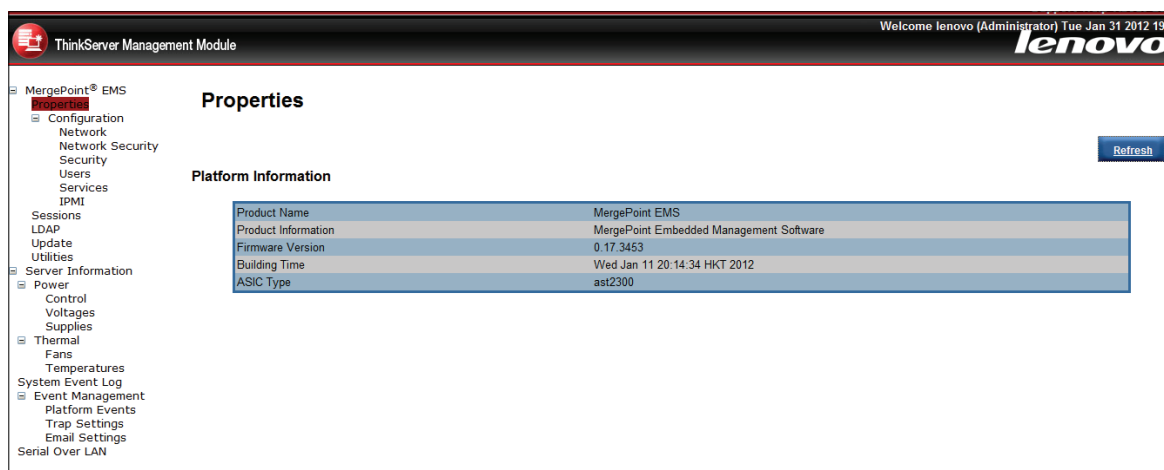 Welcome lenovo (Administrator) Tue Jan 31 2012 19
ThinkServer Management Module
lenovo
MergePoint® EMS
Properties
Configuration
Network
Network Security
Security
Users
Services
IPMI
Sessions
LDAP
Update
Utilities
Server Information
Power
Control
Voltages
Supplies
Thermal
Fans
Temperatures
System Event Log
Event Management
Platform Events
Trap Settings
Email Settings
Serial Over LAN
Properties
Refresh
Platform Information
Product Name MergePoint EMS
Product Information MergePoint Embedded Management Software
Firmware Version 0.17.3453
Building Time Wed Jan 11 20:14:34 HKT 2012
ASIC Type ast2300